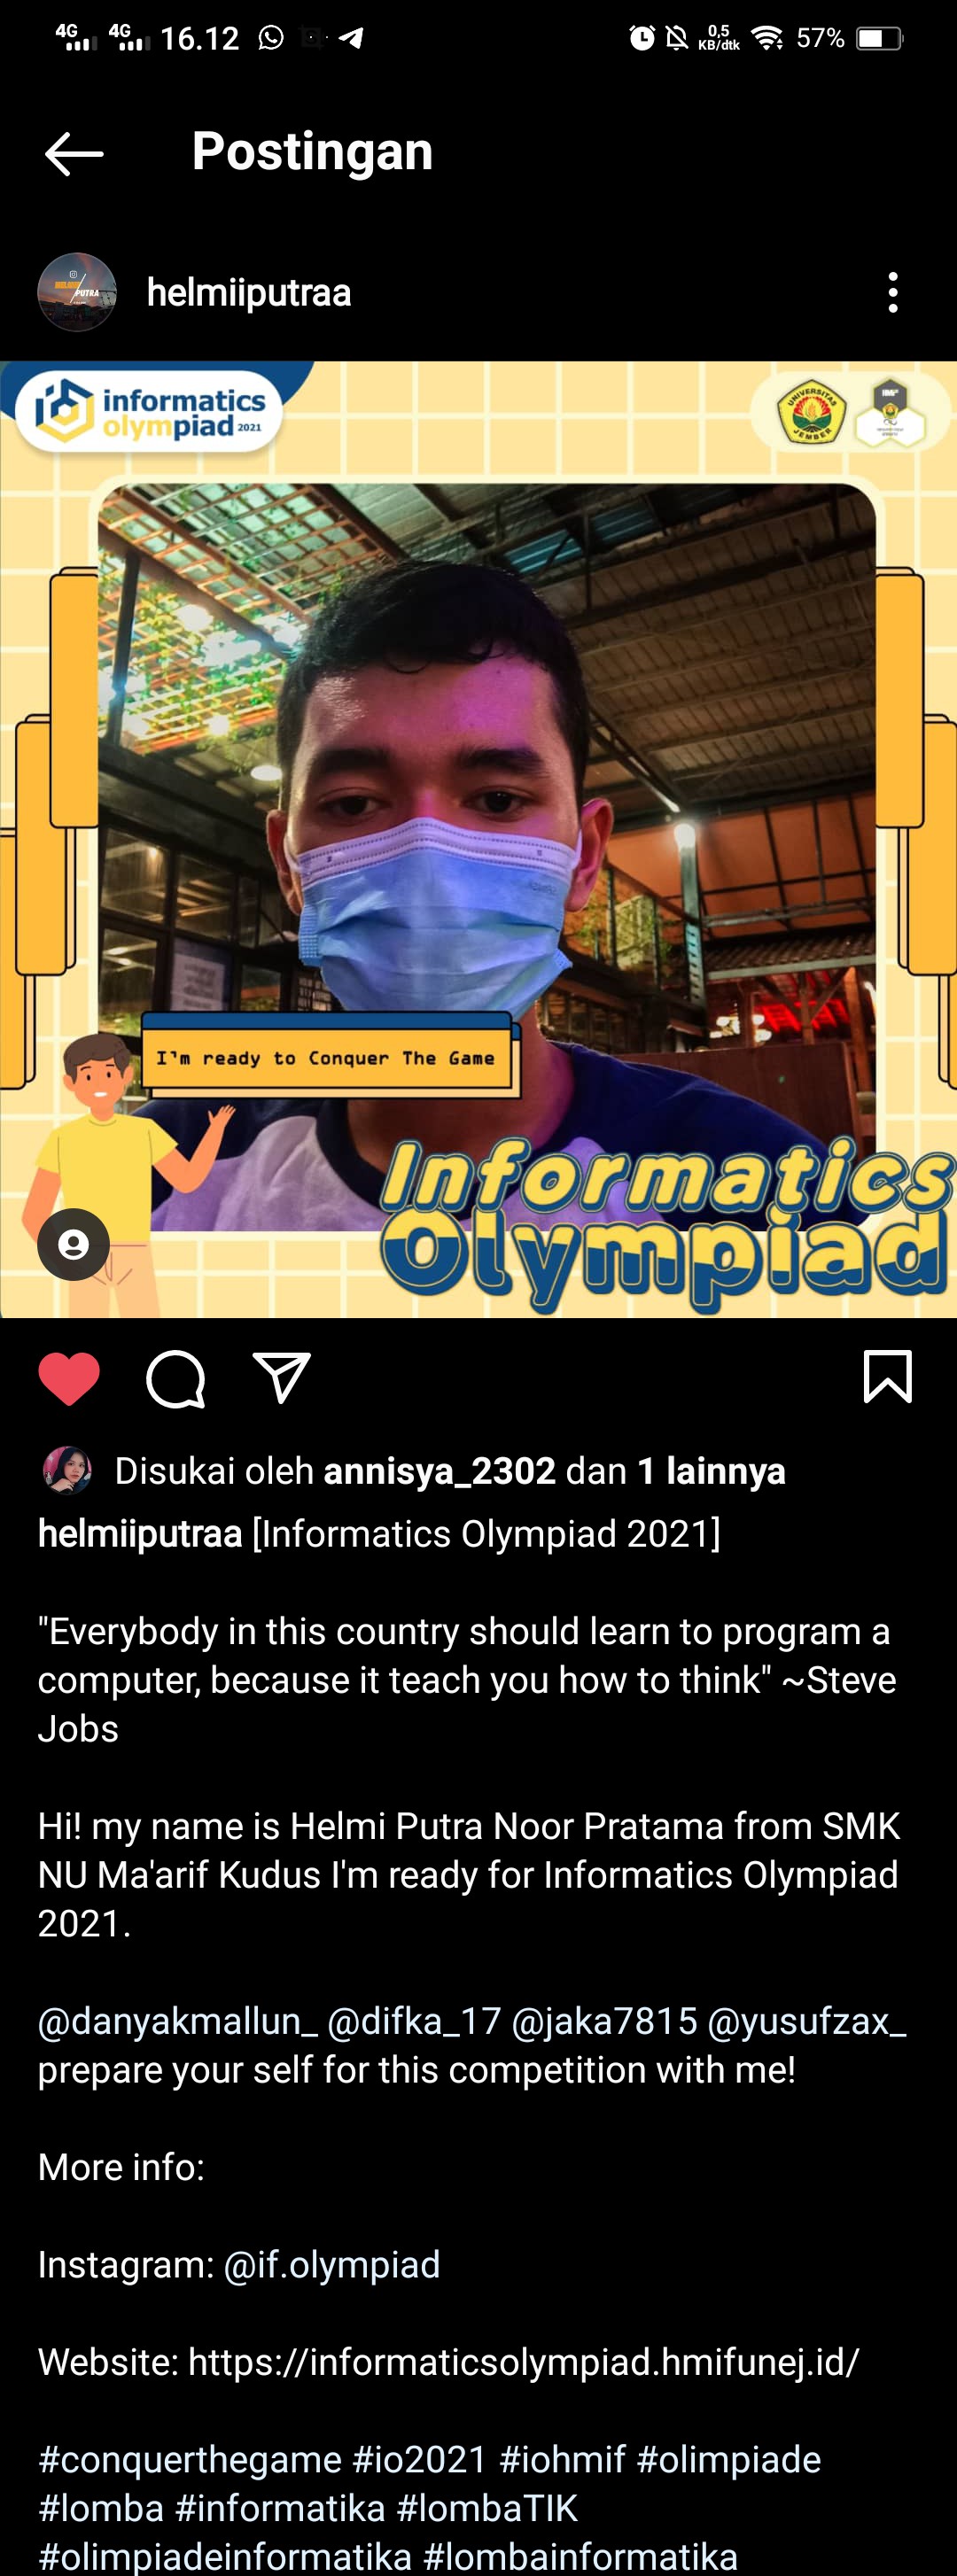 4G 4G 16.12 0,5 KB/dtk 57%
Postingan
HELMII PUTRA
helmiiputraa
informatics
olympiad 2021
UNIVERSITAS
JEMBER
I'm ready to Conquer The Game
Informatics
Olympiad
Disukai oleh annisya_2302 dan 1 lainnya
helmiiputraa [Informatics Olympiad 2021]
"Everybody in this country should learn to program a
computer, because it teach you how to think" ~Steve
Jobs
Hi! my name is Helmi Putra Noor Pratama from SMK
NU Ma'arif Kudus I'm ready for Informatics Olympiad
2021.
@danyakmallun_ @difka_17 @jaka7815 @yusufzax_
prepare your self for this competition with me!
More info:
Instagram: @if.olympiad
Website: https://informaticsolympiad.hmifunej.id/
#conquerthegame #io2021 #iohmif #olimpiade
#lomba #informatika #lombaTIK
#olimpiadeinformatika #lombainformatika